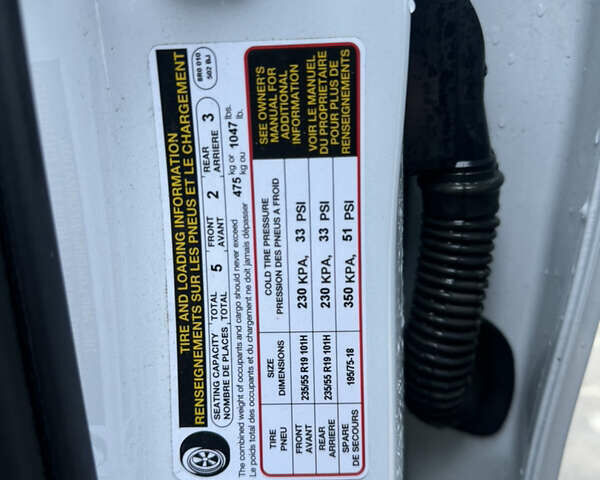 TIRE AND LOADING INFORMATION
RENSEIGNEMENTS SUR LES PNEUS ET LE CHARGEMENT
8R0 010
502 BJ
SEATING CAPACITY TOTAL 5 FRONT 2 REAR 3
NOMBRE DE PLACES TOTAL AVANT ARRIERE
The combined weight of occupants and cargo should never exceed 475 kg or 1047 lbs.
Le poids total des occupants et du chargement ne doit jamais dépasser kg ou lb.
TIRE SIZE COLD TIRE PRESSURE
PNEU DIMENSIONS PRESSION DES PNEUS A FROID
FRONT
AVANT 235/55 R19 101H 230 KPA, 33 PSI
REAR
ARRIERE 235/55 R19 101H 230 KPA, 33 PSI
SPARE
DE SECOURS 195/75-18 350 KPA, 51 PSI
SEE OWNER'S
MANUAL FOR
ADDITIONAL
INFORMATION
VOIR LE MANUEL
DU PROPRIETAIRE
POUR PLUS DE
RENSEIGNEMENTS